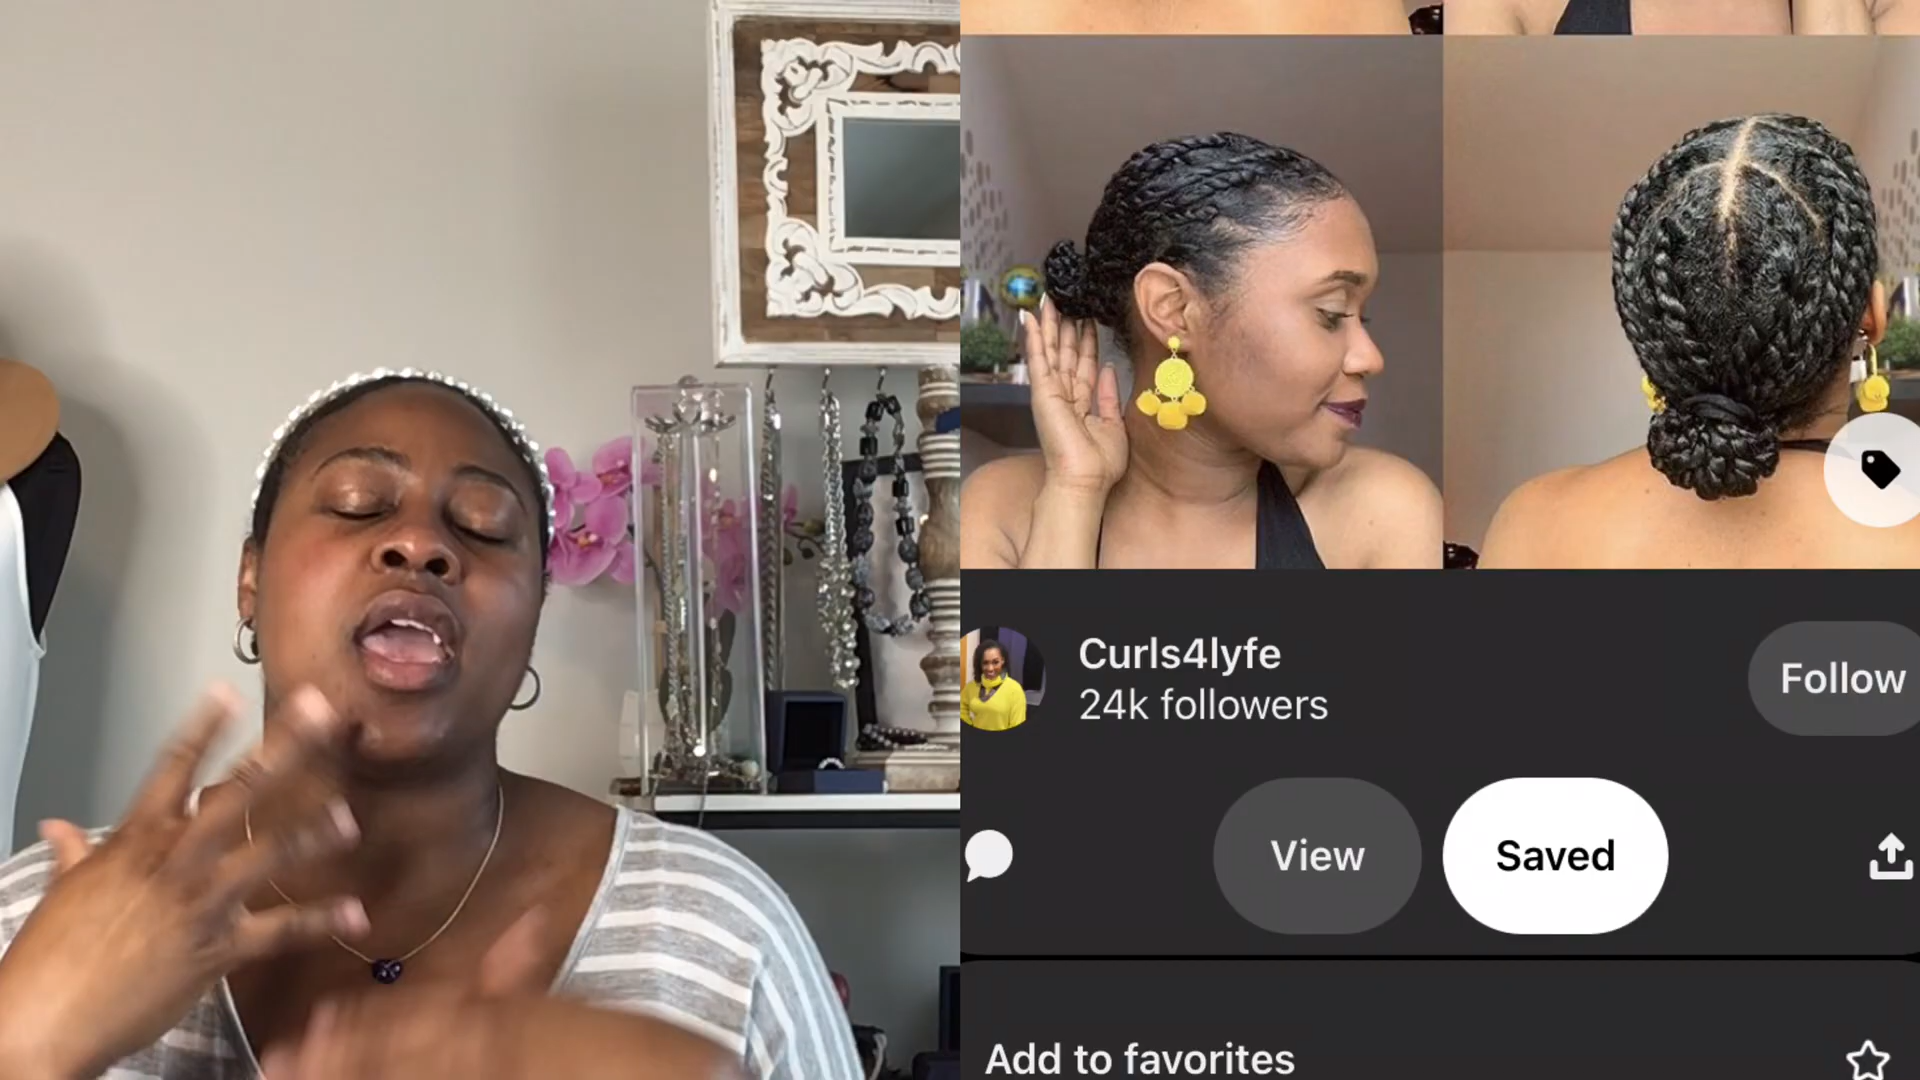 Curls4lyfe
24k followers
Follow
View
Saved
Add to favorites